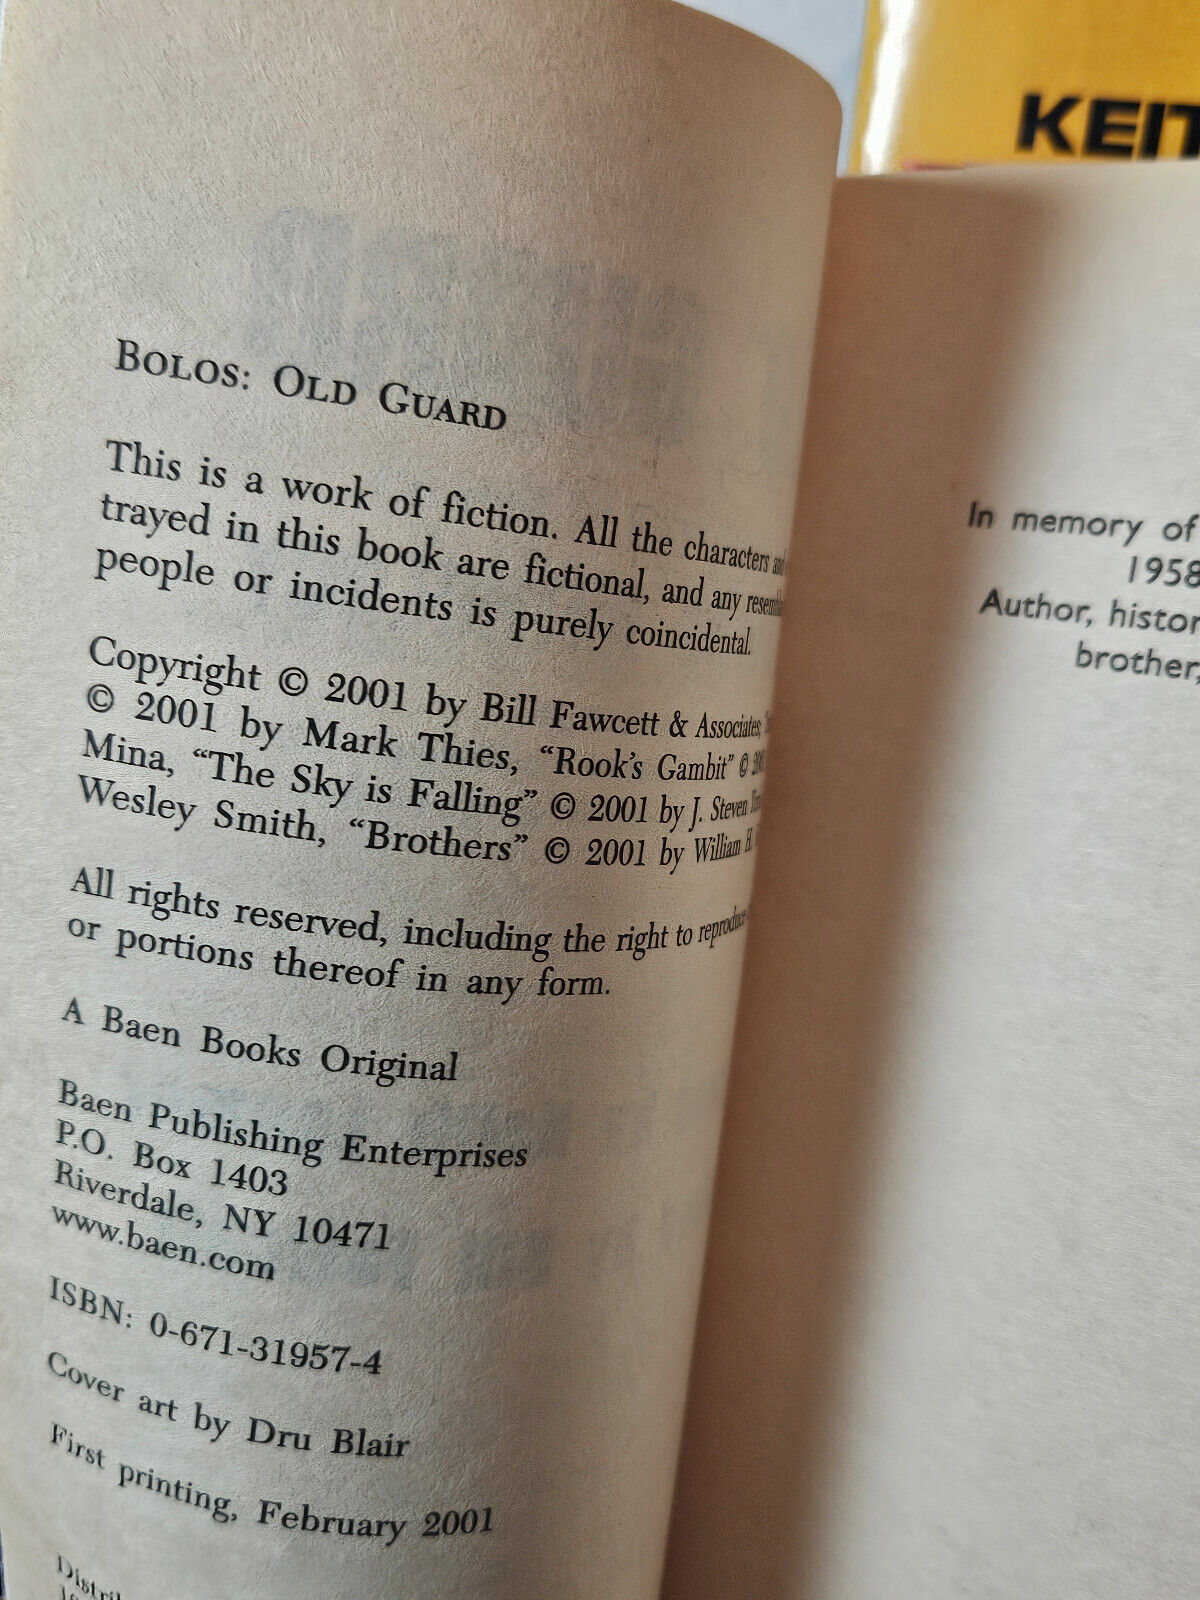 KEIT
BOLOS: OLD GUARD
This is a work of fiction. All the characters and
trayed in this book are fictional, and any resembl
people or incidents is purely coincidental.
Copyright © 2001 by Bill Fawcett & Associates,
© 2001 by Mark Thies, "Rook's Gambit" © 2001
Mina, "The Sky is Falling" © 2001 by J. Steven
Wesley Smith, "Brothers" © 2001 by William H.
All rights reserved, including the right to reproduce
or portions thereof in any form.
A Baen Books Original
Baen Publishing Enterprises
P.O. Box 1403
Riverdale, NY 10471
www.baen.com
ISBN: 0-671-31957-4
Cover art by Dru Blair
First printing, February 2001
Distri
In memory of
1958
Author, histor
brother,